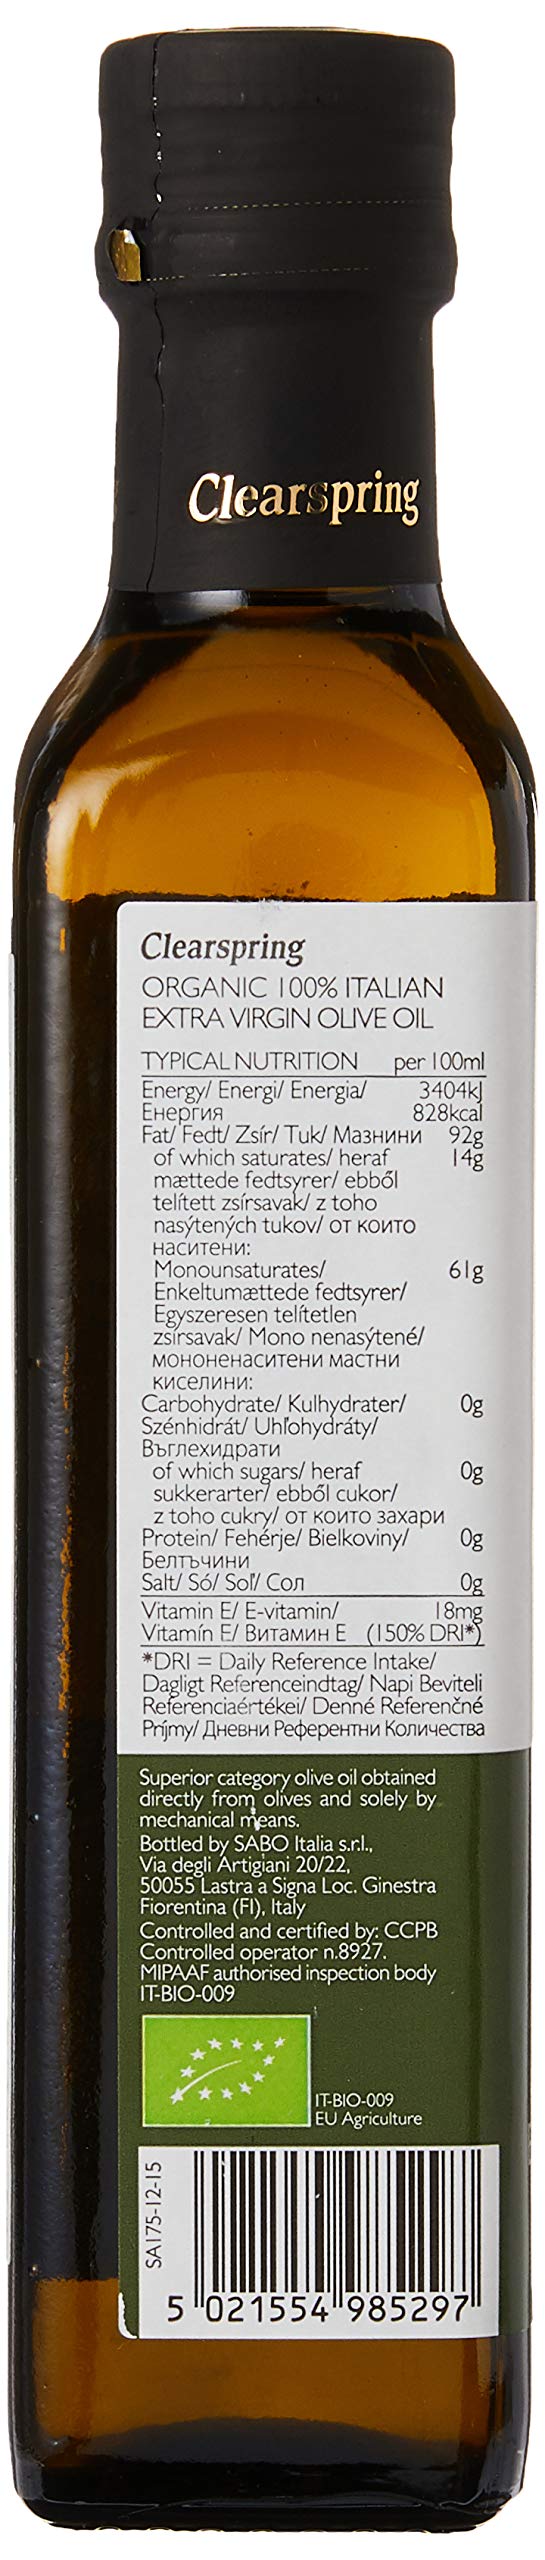 Clearspring
Clearspring
ORGANIC 100% ITALIAN
EXTRA VIRGIN OLIVE OIL
TYPICAL NUTRITION per 100ml
Energy/ Energi/ Energia/ 3404kJ
Енергия 828kcal
Fat/ Fedt/ Zsír/ Tuk/ Мазнини 92g
of which saturates/ heraf 14g
mættede fedtsyrer/ ebből
telített zsírsavak/ z toho
nasýtených tukov/ от които
наситени:
Monounsaturates/ 61g
Enkeltumættede fedtsyrer/
Egyszeresen telítetlen
zsírsavak/ Mono nenasýtené/
мононенаситени мастни
киселини:
Carbohydrate/ Kulhydrater/ 0g
Szénhidrát/ Uhľohydráty/
Въглехидрати
of which sugars/ heraf 0g
sukkerarter/ ebből cukor/
z toho cukry/ от които захари
Protein/ Fehérje/ Bielkoviny/ 0g
Белтъчини
Salt/ Só/ Soľ/ Сол 0g
Vitamin E/ E-vitamin/ 18mg
Vitamín E/ Витамин Е (150% DRI*)
*DRI = Daily Reference Intake/
Dagligt Referenceindtag/ Napi Beviteli
Referenciaértékei/ Denné Referenčné
Príjmy/ Дневни Референтни Количества
Superior category olive oil obtained
directly from olives and solely by
mechanical means.
Bottled by SABO Italia s.r.l.,
Via degli Artigiani 20/22,
50055 Lastra a Signa Loc. Ginestra
Fiorentina (FI), Italy
Controlled and certified by: CCPB
Controlled operator n.8927.
MIPAAF authorised inspection body
IT-BIO-009
IT-BIO-009
EU Agriculture
SA175-12-15
5 021554 985297